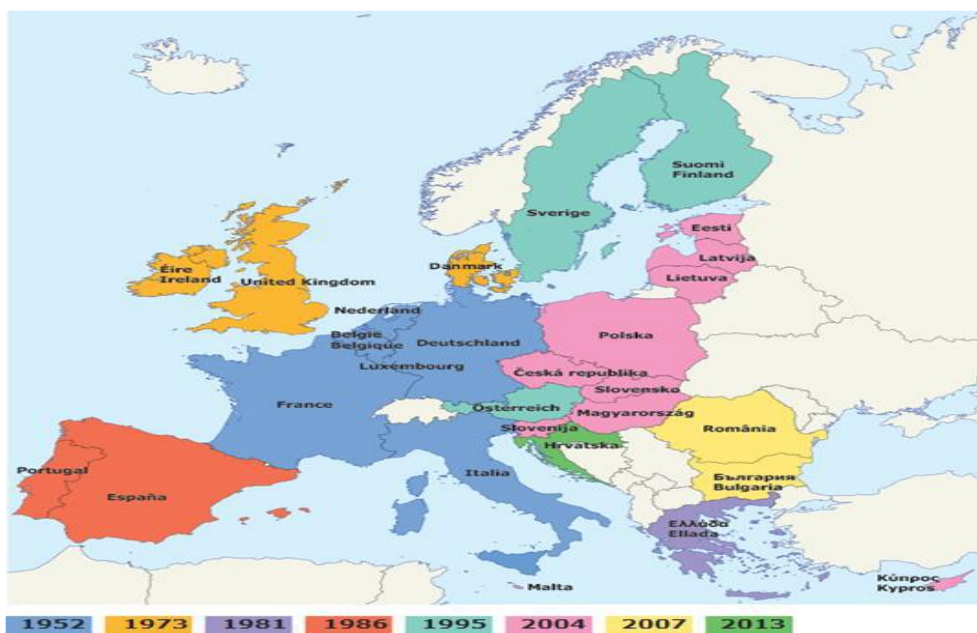 Suomi
Finland
Sverige
Eesti
Latvija
Lietuva
Danmark
Éire
Ireland
United Kingdom
Nederland
België
Belgique
Deutschland
Luxembourg
Polska
Česká republika
Slovensko
France
Österreich
Magyarország
Slovenija
Hrvatska
România
Italia
Portugal
España
България
Bulgaria
Ελλάδα
Ellada
Malta
Κύπρος
Kypros
1952 1973 1981 1986 1995 2004 2007 2013